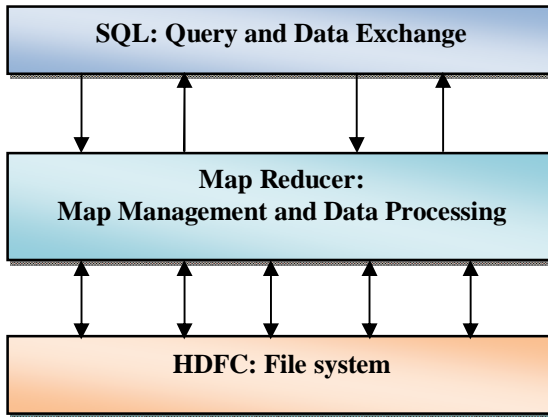 SQL: Query and Data Exchange
Map Reducer:
Map Management and Data Processing
HDFC: File system